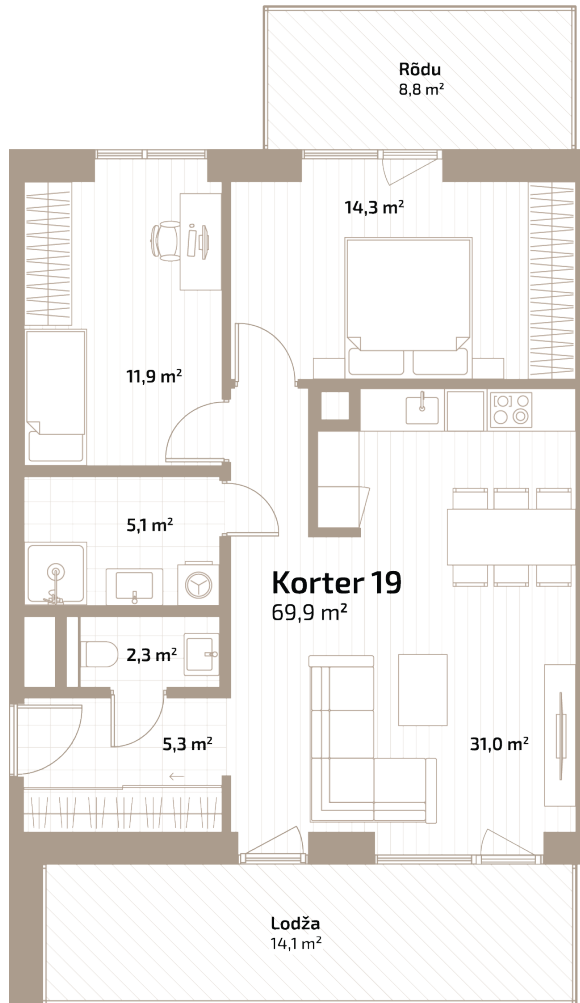 Rõdu
8,8 m²
14,3 m²
11,9 m²
5,1 m²
Korter 19
69,9 m²
2,3 m²
5,3 m²
31,0 m²
Lodža
14,1 m²